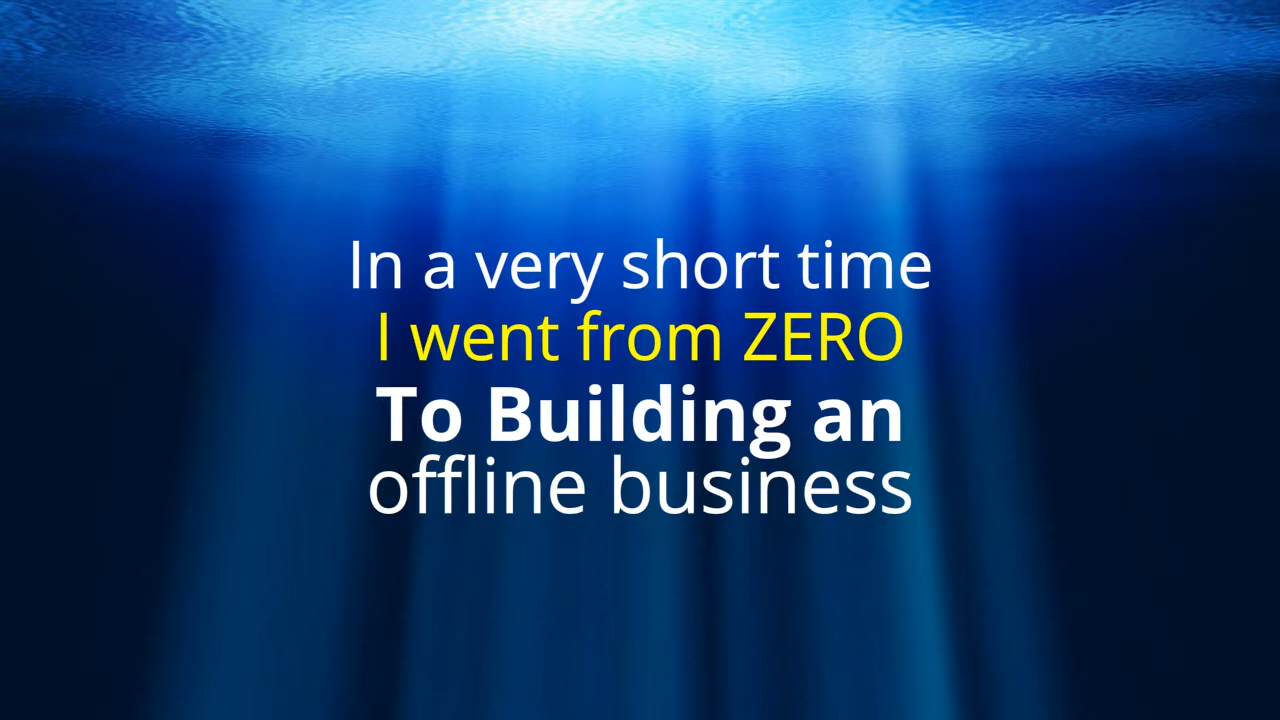 In a very short time
I went from ZERO
To Building an
offline business